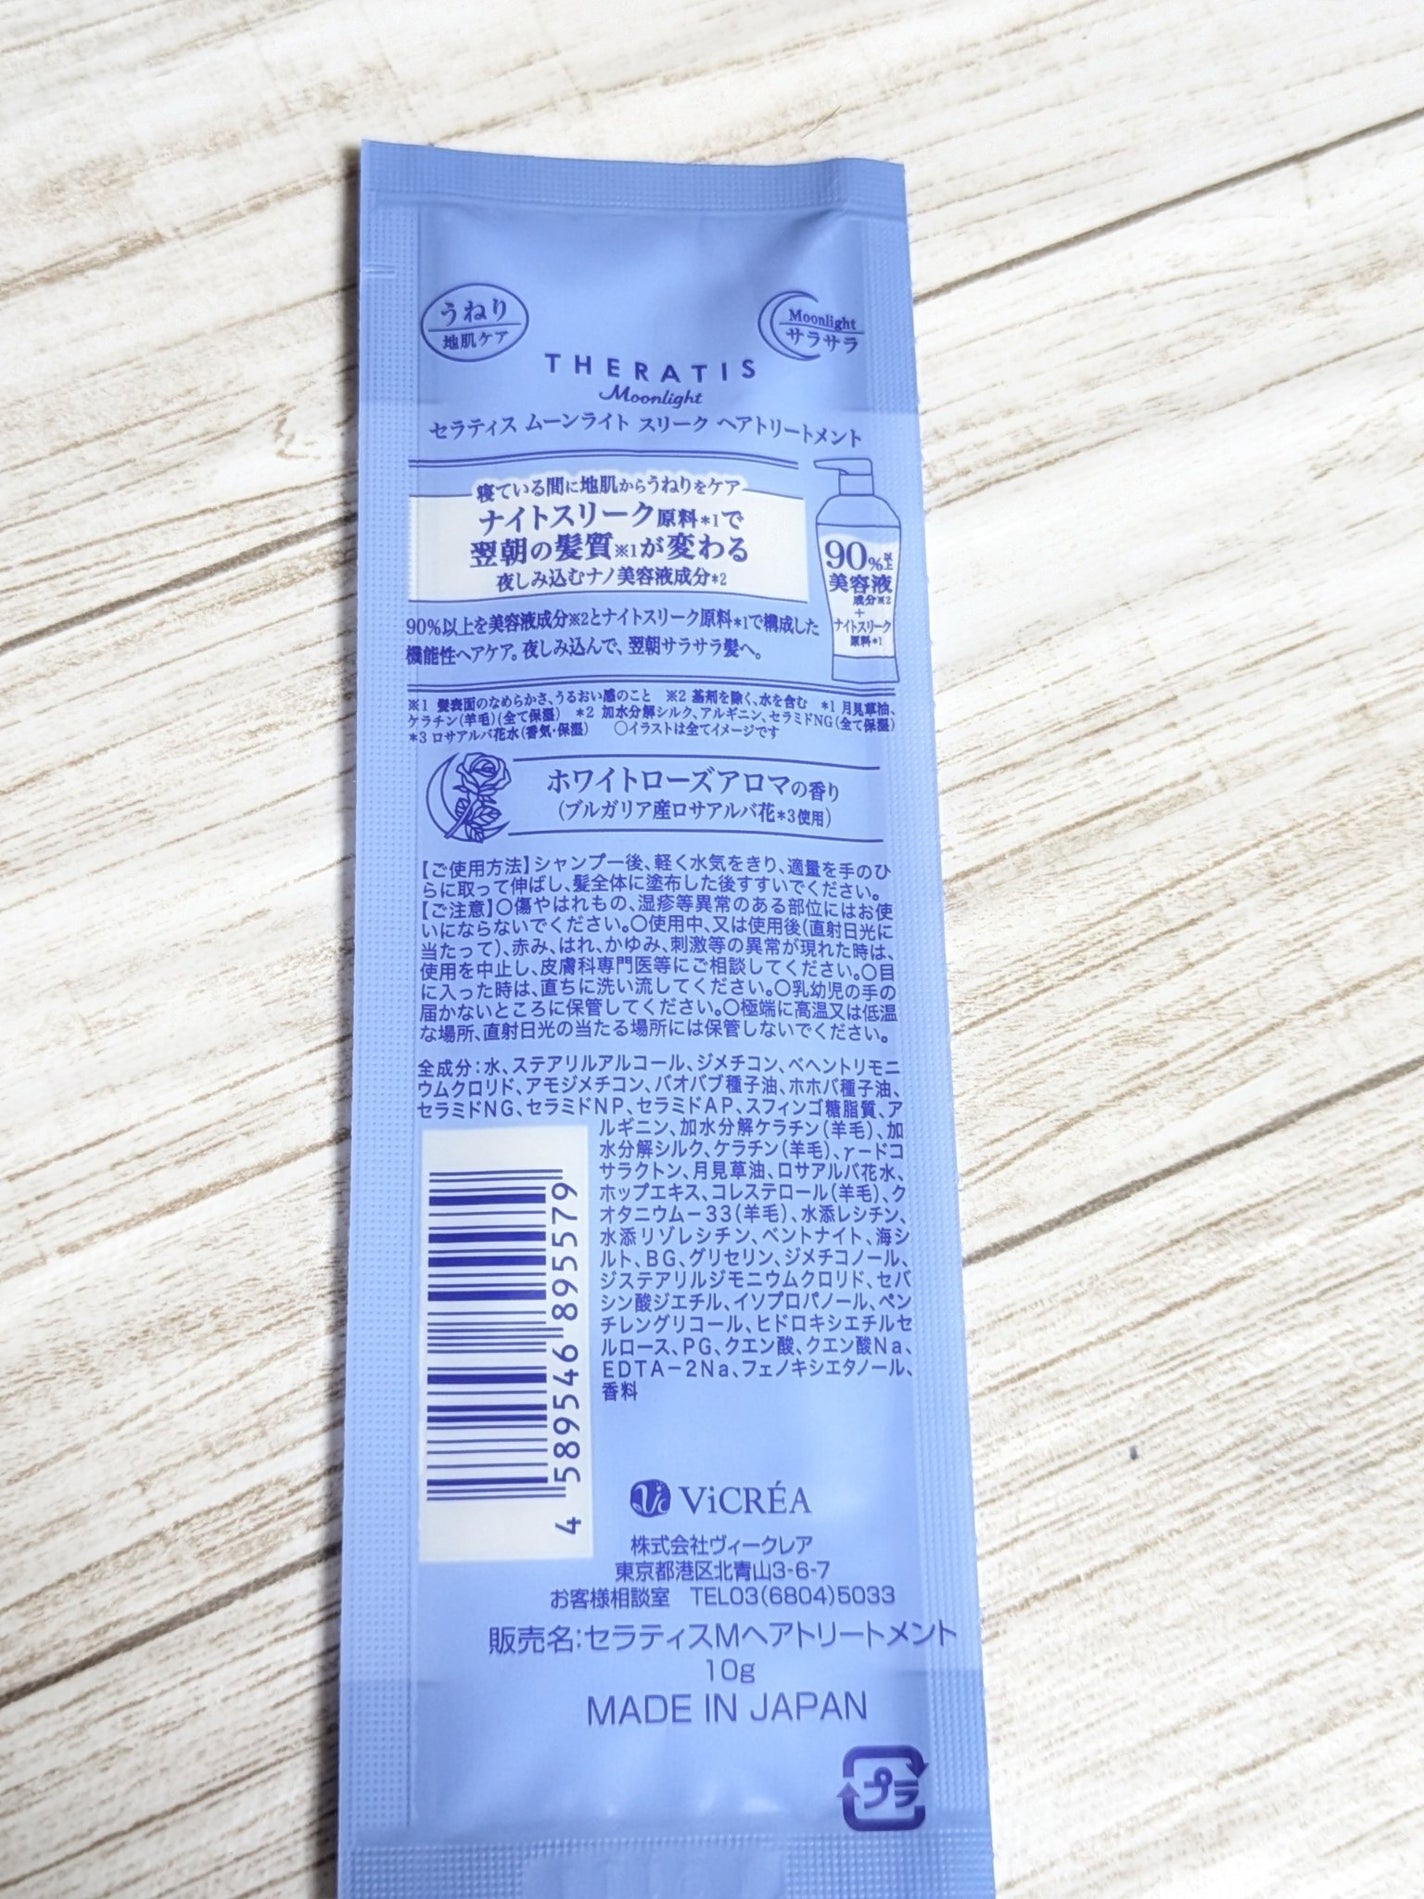 うねり
地肌ケア
Moonlight
サラサラ
THERATIS
Moonlight
セラティス ムーンライト スリーク ヘアトリートメント
寝ている間に地肌からうねりをケア
ナイトスリーク原料*1で
翌朝の髪質※1が変わる
夜しみ込むナノ美容液成分*2
90%以上
美容液
成分※2
+
ナイトスリーク
原料*1
90%以上を美容液成分※2とナイトスリーク原料*1で構成した
機能性ヘアケア。夜しみ込んで、翌朝サラサラ髪へ。
※1 髪表面のなめらかさ、うるおい感のこと ※2 基剤を除く、水を含む *1 月見草油、
ケラチン(羊毛)(全て保湿) *2 加水分解シルク、アルギニン、セラミドNG(全て保湿)
*3 ロサアルバ花水(香気・保湿) ○イラストは全てイメージです
ホワイトローズアロマの香り
(ブルガリア産ロサアルバ花*3使用)
【ご使用方法】シャンプー後、軽く水気をきり、適量を手のひ
らに取って伸ばし、髪全体に塗布した後すすいでください。
【ご注意】○傷やはれもの、湿疹等異常のある部位にはお使
いにならないでください。○使用中、又は使用後(直射日光に
当たって)、赤み、はれ、かゆみ、刺激等の異常が現れた時は、
使用を中止し、皮膚科専門医等にご相談してください。○目
に入った時は、直ちに洗い流してください。○乳幼児の手の
届かないところに保管してください。○極端に高温又は低温
な場所、直射日光の当たる場所には保管しないでください。
全成分:水、ステアリルアルコール、ジメチコン、ベヘントリモニ
ウムクロリド、アモジメチコン、バオバブ種子油、ホホバ種子油、
セラミドNG、セラミドNP、セラミドAP、スフィンゴ糖脂質、ア
ルギニン、加水分解ケラチン(羊毛)、加
水分解シルク、ケラチン(羊毛)、γードコ
サラクトン、月見草油、ロサアルバ花水、
ホップエキス、コレステロール(羊毛)、ク
オタニウムー33(羊毛)、水添レシチン、
水添リゾレシチン、ベントナイト、海シ
ルト、BG、グリセリン、ジメチコノール、
ジステアリルジモニウムクロリド、セバ
シン酸ジエチル、イソプロパノール、ペン
チレングリコール、ヒドロキシエチルセ
ルロース、PG、クエン酸、クエン酸Na、
EDTAー2Na、フェノキシエタノール、
香料
4 589546 895579
ViCRÉA
株式会社ヴィークレア
東京都港区北青山3-6-7
お客様相談室 TEL03(6804)5033
販売名:セラティスMヘアトリートメント
10g
MADE IN JAPAN
プラ